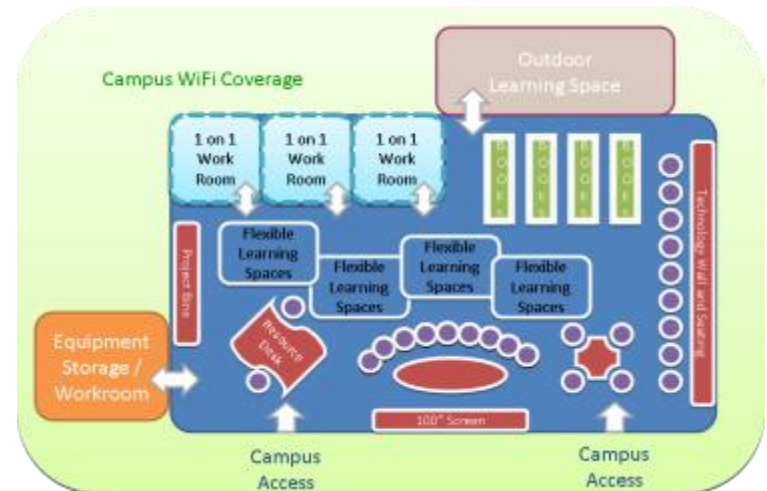 Outdoor
Learning Space
Campus WiFi Coverage
1 on 1
Work
Room
1 on 1
Work
Room
1 on 1
Work
Room
BOOKS
BOOKS
BOOKS
BOOKS
Technology Wall and Seating
Project Bins
Flexible
Learning
Spaces
Flexible
Learning
Spaces
Flexible
Learning
Spaces
Flexible
Learning
Spaces
Resource
Desk
Equipment
Storage /
Workroom
100" Screen
Campus
Access
Campus
Access